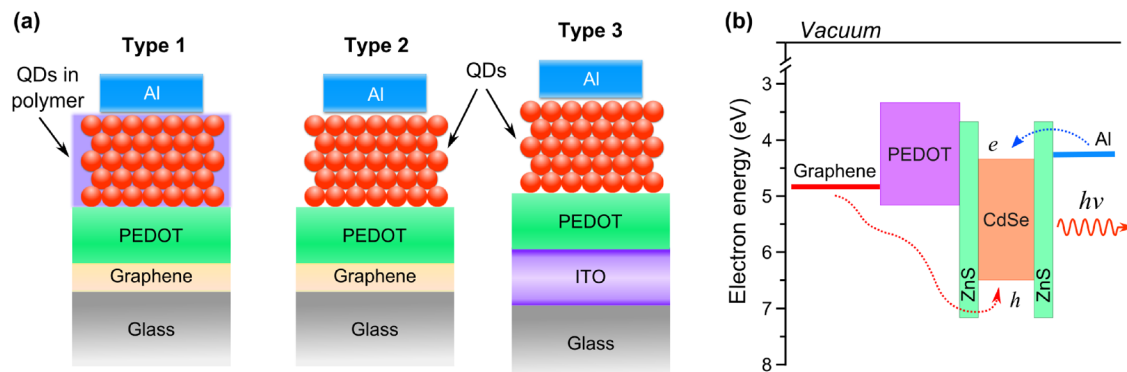 (a)
Type 1
Type 2
Type 3
QDs in
polymer
QDs
Al
Al
Al
PEDOT
PEDOT
PEDOT
Graphene
Graphene
ITO
Glass
Glass
Glass
(b)
Vacuum
Electron energy (eV)
3
4
5
6
7
8
Graphene
PEDOT
ZnS
e
CdSe
h
ZnS
Al
hν